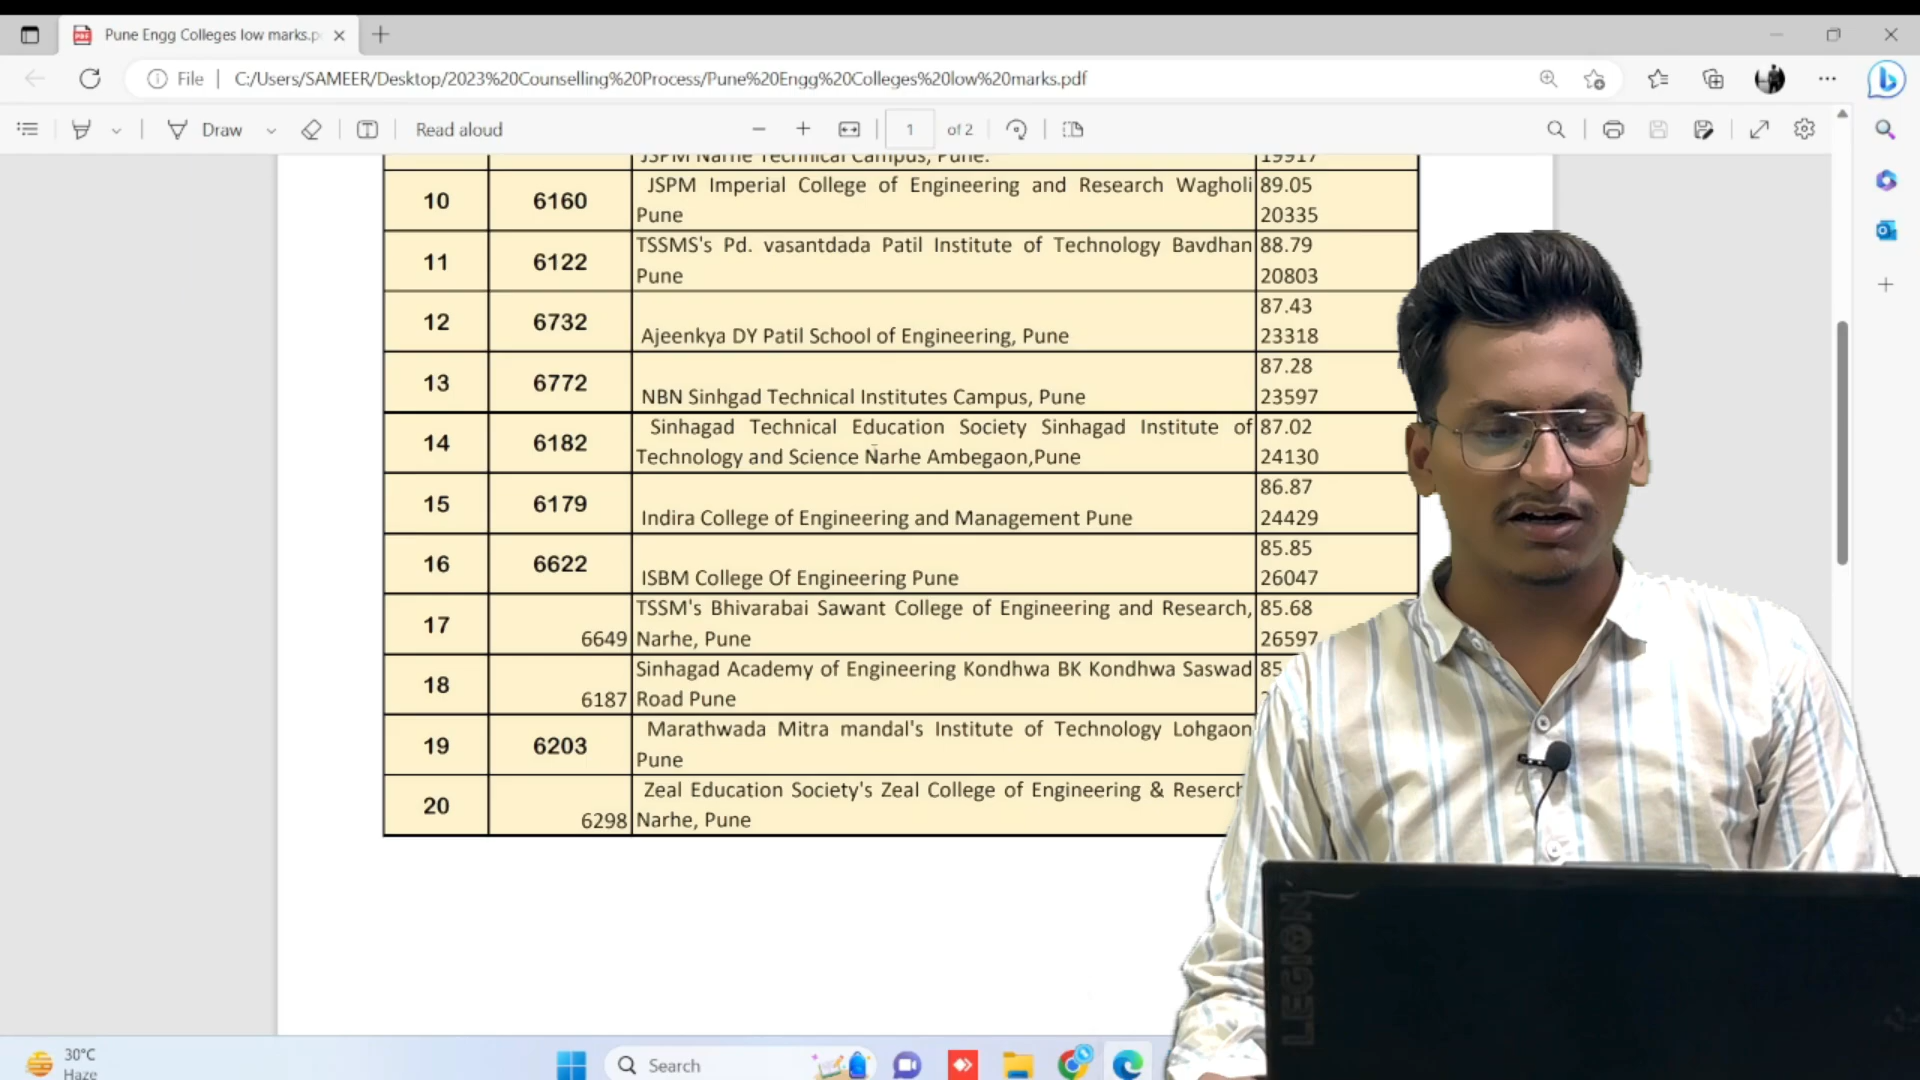 Pune Engg Colleges low marks.p
File
C:/Users/SAMEER/Desktop/2023%20Counselling%20Process/Pune%20Engg%20Colleges%20low%20marks.pdf
Draw
Read aloud
1 of 2
JSPM Narhe Technical Campus, Pune. 19917
10 6160 JSPM Imperial College of Engineering and Research Wagholi 89.05
Pune 20335
11 6122 TSSMS's Pd. vasantdada Patil Institute of Technology Bavdhan 88.79
Pune 20803
12 6732 87.43
Ajeenkya DY Patil School of Engineering, Pune 23318
13 6772 87.28
NBN Sinhgad Technical Institutes Campus, Pune 23597
14 6182 Sinhagad Technical Education Society Sinhagad Institute of 87.02
Technology and Science Narhe Ambegaon,Pune 24130
15 6179 86.87
Indira College of Engineering and Management Pune 24429
16 6622 85.85
ISBM College Of Engineering Pune 26047
17 TSSM's Bhivarabai Sawant College of Engineering and Research, 85.68
6649 Narhe, Pune 26597
18 Sinhagad Academy of Engineering Kondhwa BK Kondhwa Saswad 85
6187 Road Pune
19 6203 Marathwada Mitra mandal's Institute of Technology Lohgaon
Pune
20 Zeal Education Society's Zeal College of Engineering & Reserch
6298 Narhe, Pune
LEGION
30°C
Haze
Search